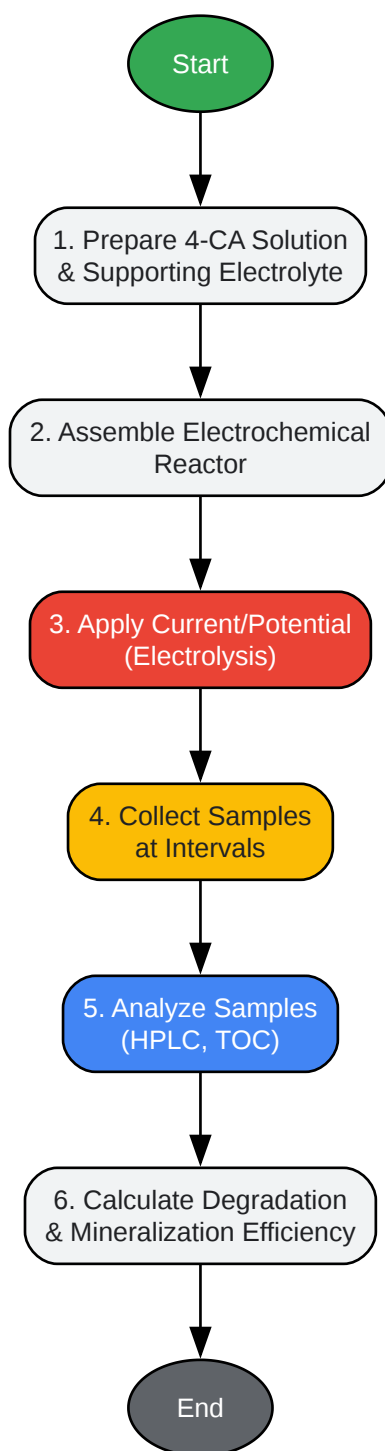 Start
1. Prepare 4-CA Solution
& Supporting Electrolyte
2. Assemble Electrochemical
Reactor
3. Apply Current/Potential
(Electrolysis)
4. Collect Samples
at Intervals
5. Analyze Samples
(HPLC, TOC)
6. Calculate Degradation
& Mineralization Efficiency
End